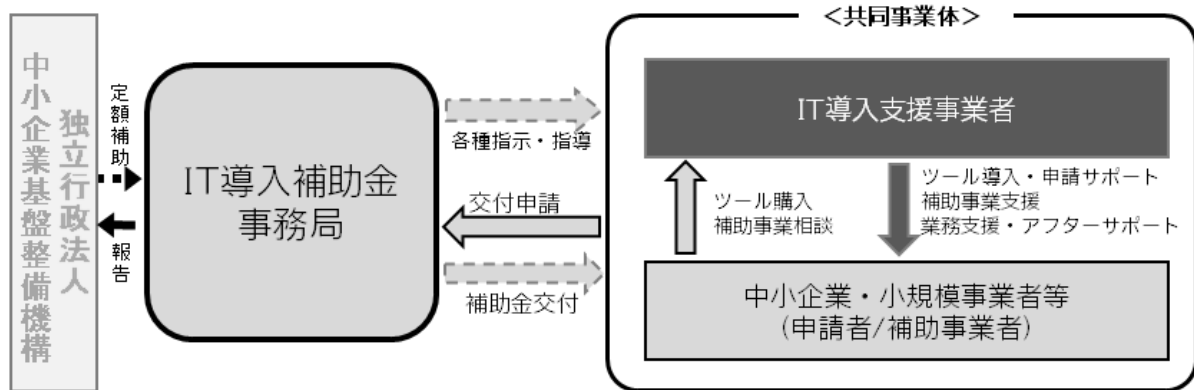 独立行政法人
中小企業基盤整備機構
定額補助
報告
IT導入補助金
事務局
各種指示・指導
交付申請
補助金交付
＜共同事業体＞
IT導入支援事業者
ツール購入
補助事業相談
ツール導入・申請サポート
補助事業支援
業務支援・アフターサポート
中小企業・小規模事業者等
(申請者/補助事業者)